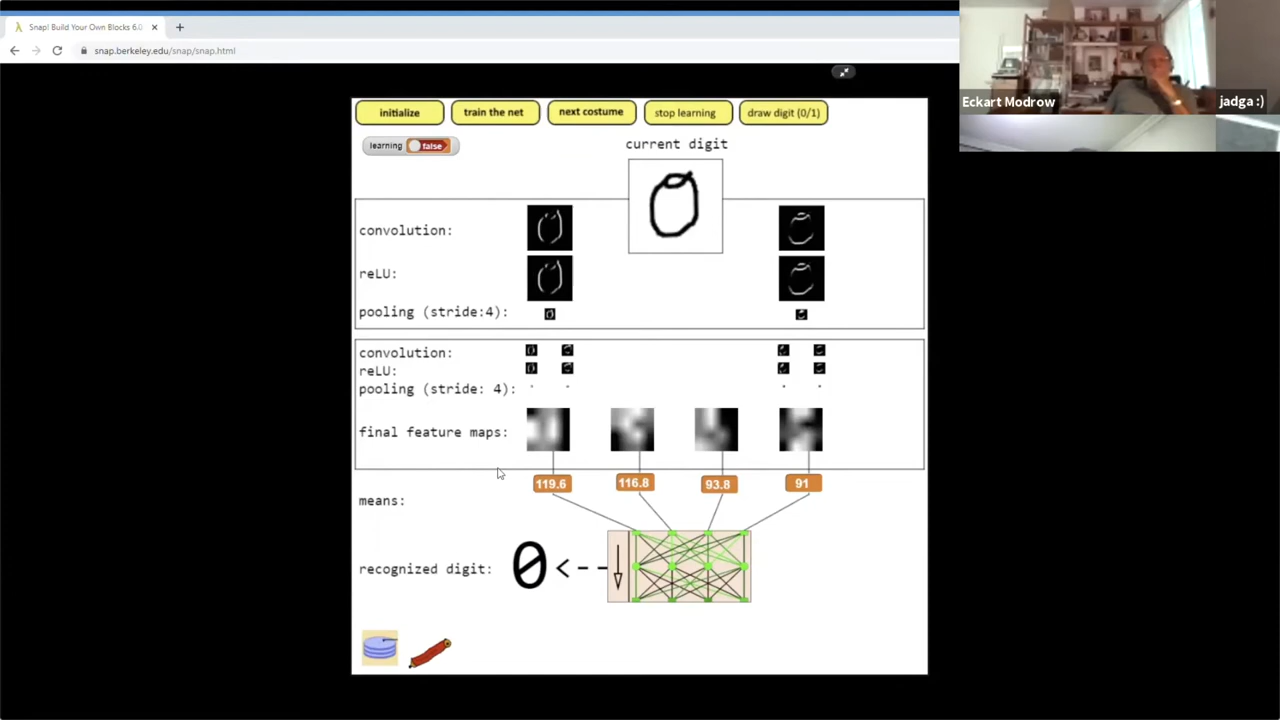 Snap! Build Your Own Blocks 6.0
snap.berkeley.edu/snap/snap.html
Eckart Modrow
jadga :)
initialize
train the net
next costume
stop learning
draw digit (0/1)
learning false
current digit
0
convolution:
reLU:
pooling (stride:4):
convolution:
reLU:
pooling (stride: 4):
final feature maps:
119.6 116.8 93.8 91
means:
recognized digit: 0 <--